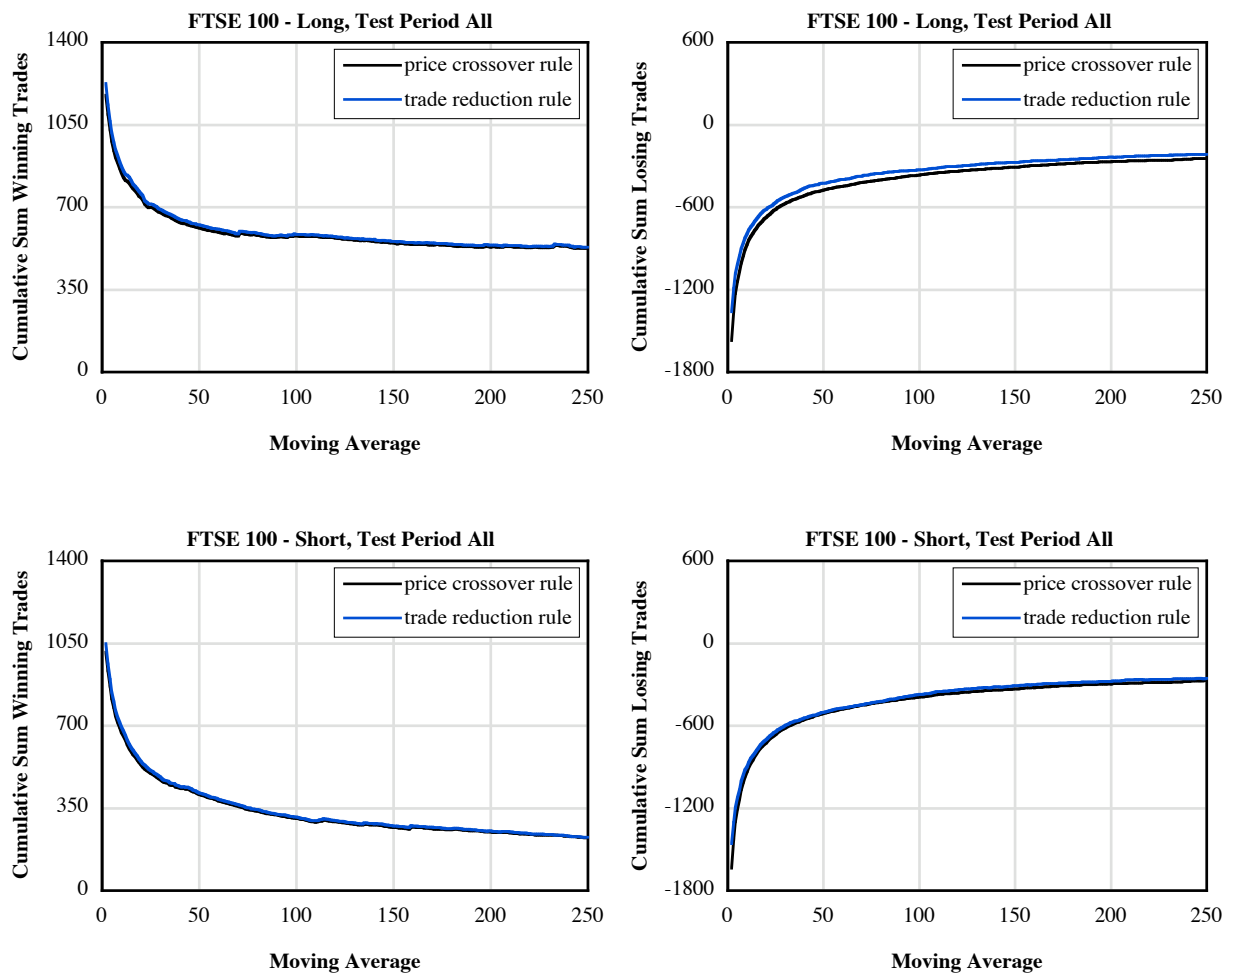 FTSE 100 - Long, Test Period All
Cumulative Sum Winning Trades
1400
1050
700
350
0
price crossover rule
trade reduction rule
0 50 100 150 200 250
Moving Average
FTSE 100 - Long, Test Period All
Cumulative Sum Losing Trades
600
0
-600
-1200
-1800
price crossover rule
trade reduction rule
0 50 100 150 200 250
Moving Average
FTSE 100 - Short, Test Period All
Cumulative Sum Winning Trades
1400
1050
700
350
0
price crossover rule
trade reduction rule
0 50 100 150 200 250
Moving Average
FTSE 100 - Short, Test Period All
Cumulative Sum Losing Trades
600
0
-600
-1200
-1800
price crossover rule
trade reduction rule
0 50 100 150 200 250
Moving Average